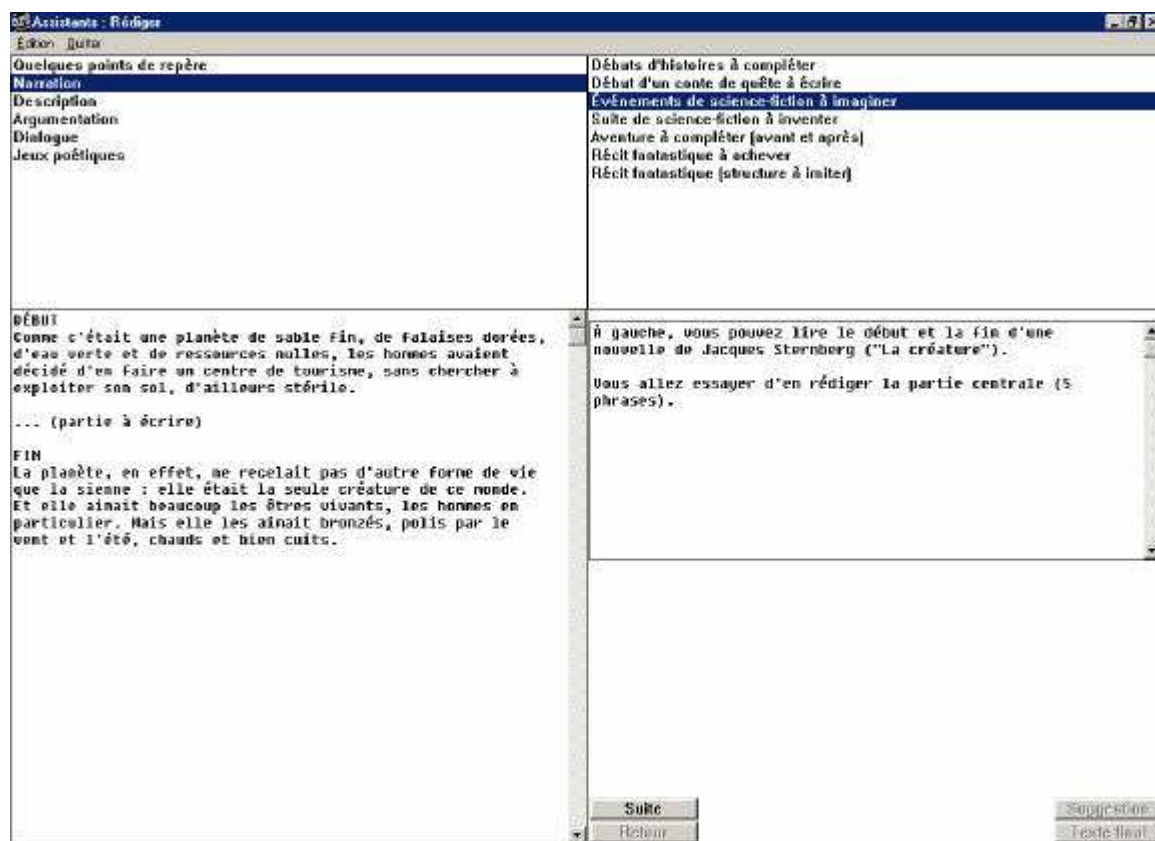 Assistants : Rédiger
Édition Quitter
Quelques points de repère
Narration
Description
Argumentation
Dialogue
Jeux poétiques
Débuts d'histoires à compléter
Début d'un conte de quête à écrire
Événements de science-fiction à imaginer
Suite de science-fiction à inventer
Aventure à compléter (avant et après)
Récit fantastique à achever
Récit fantastique (structure à imiter)
DÉBUT
Comme c'était une planète de sable fin, de falaises dorées,
d'eau verte et de ressources nulles, les hommes avaient
décidé d'en faire un centre de tourisme, sans chercher à
exploiter son sol, d'ailleurs stérile.
... (partie à écrire)
FIN
La planète, en effet, ne recelait pas d'autre forme de vie
que la sienne : elle était la seule créature de ce monde.
Et elle aimait beaucoup les êtres vivants, les hommes en
particulier. Mais elle les aimait bronzés, polis par le
vent et l'été, chauds et bien cuits.
À gauche, vous pouvez lire le début et la fin d'une
nouvelle de Jacques Sternberg ("La créature").
Vous allez essayer d'en rédiger la partie centrale (5
phrases).
Suite
Suggestion
Retour
Texte final